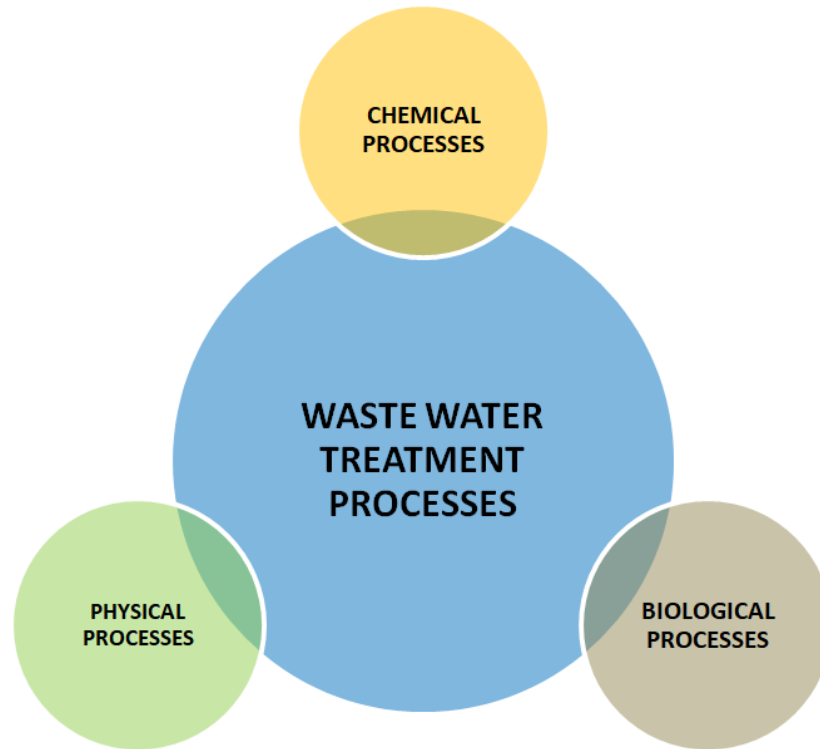 CHEMICAL
PROCESSES
WASTE WATER
TREATMENT
PROCESSES
PHYSICAL
PROCESSES
BIOLOGICAL
PROCESSES